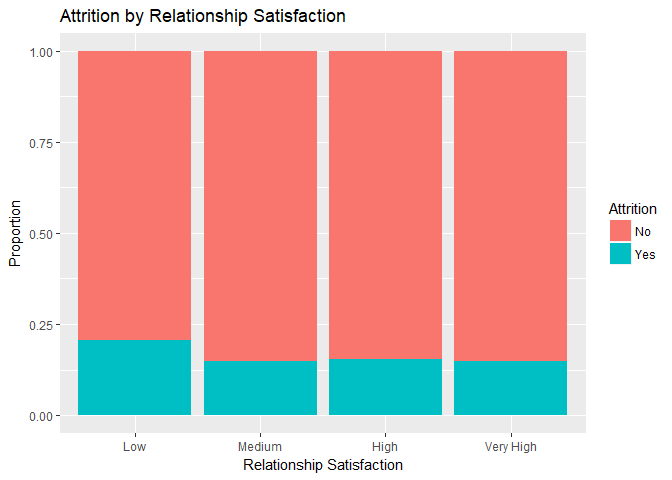 Attrition by Relationship Satisfaction
1.00
0.75
0.50
0.25
0.00
Proportion
Low Medium High Very High
Relationship Satisfaction
Attrition
No
Yes